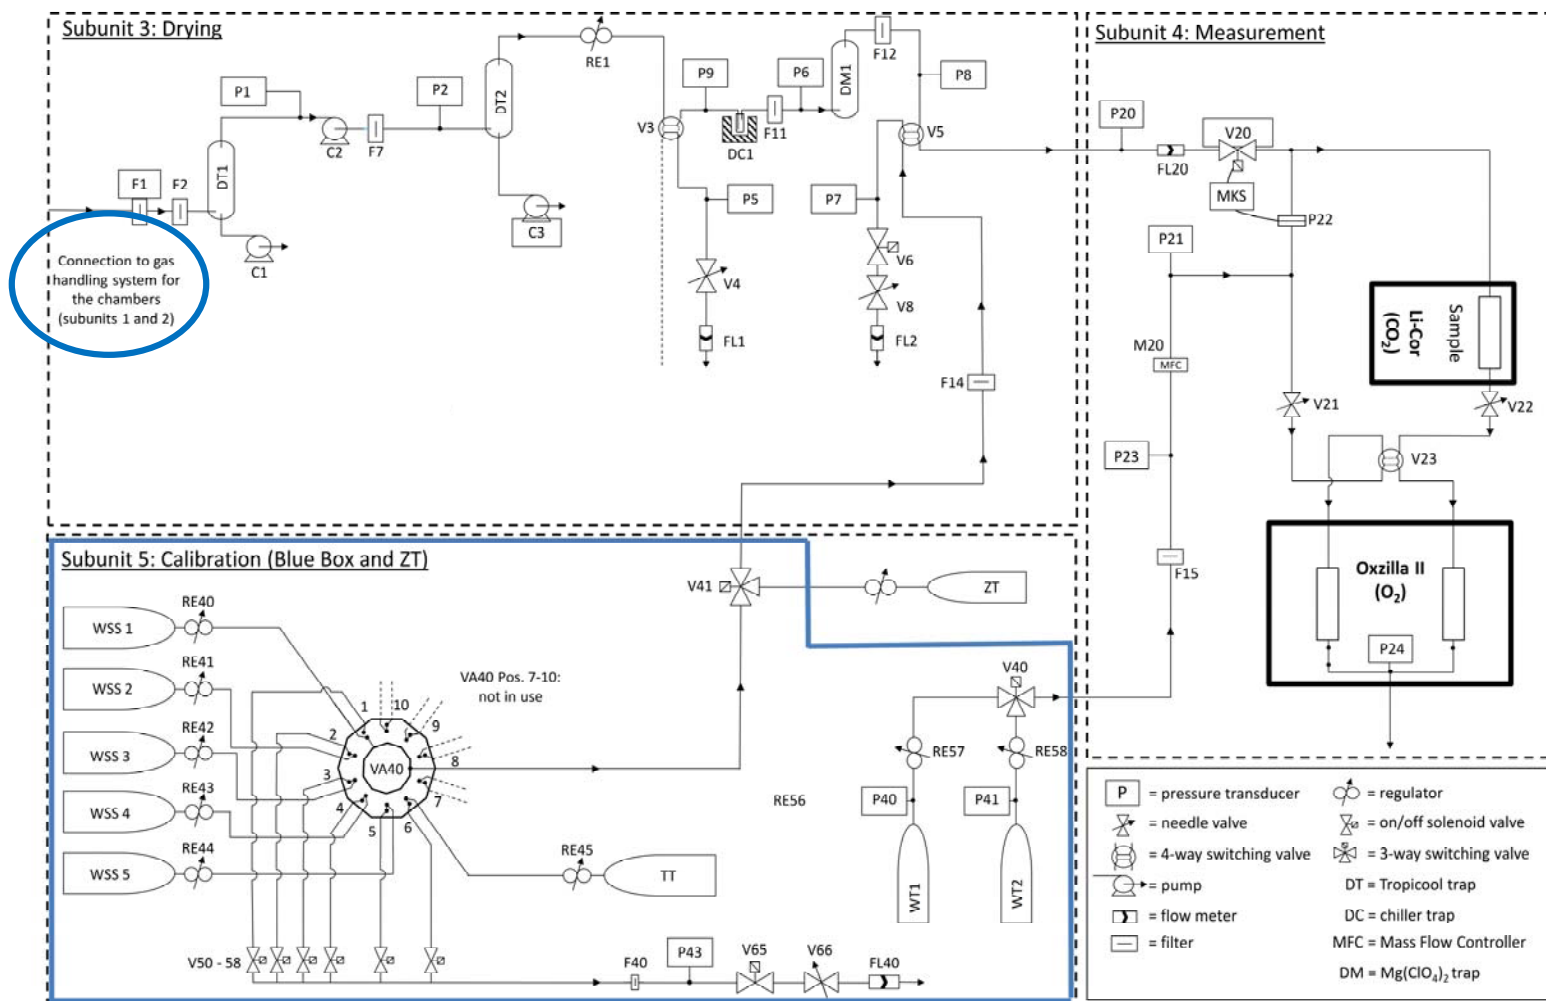 Subunit 3: Drying
RE1
F12
P1
P2
DT2
P9
P6
DM1
P8
V3
F11
DC1
V5
C2
F7
F1
F2
DT1
P5
P7
C3
C1
V6
V4
V8
FL1
FL2
F14
Connection to gas
handling system for
the chambers
(subunits 1 and 2)
Subunit 4: Measurement
P20
V20
FL20
MKS
P22
P21
Sample
Li-Cor
(CO₂)
M20
MFC
V21
V22
P23
V23
F15
Oxzilla II
(O₂)
P24
Subunit 5: Calibration (Blue Box and ZT)
V41
ZT
WSS 1
RE40
WSS 2
RE41
WSS 3
RE42
WSS 4
RE43
WSS 5
RE44
VA40 Pos. 7-10:
not in use
1
10
9
2
8
VA40
3
7
4
5
6
RE45
TT
V40
RE57
RE58
RE56
P40
P41
WT1
WT2
V50 - 58
F40
P43
V65
V66
FL40
P = pressure transducer
= regulator
= needle valve
= on/off solenoid valve
= 4-way switching valve
= 3-way switching valve
= pump
DT = Tropicool trap
= flow meter
DC = chiller trap
= filter
MFC = Mass Flow Controller
DM = Mg(ClO₄)₂ trap